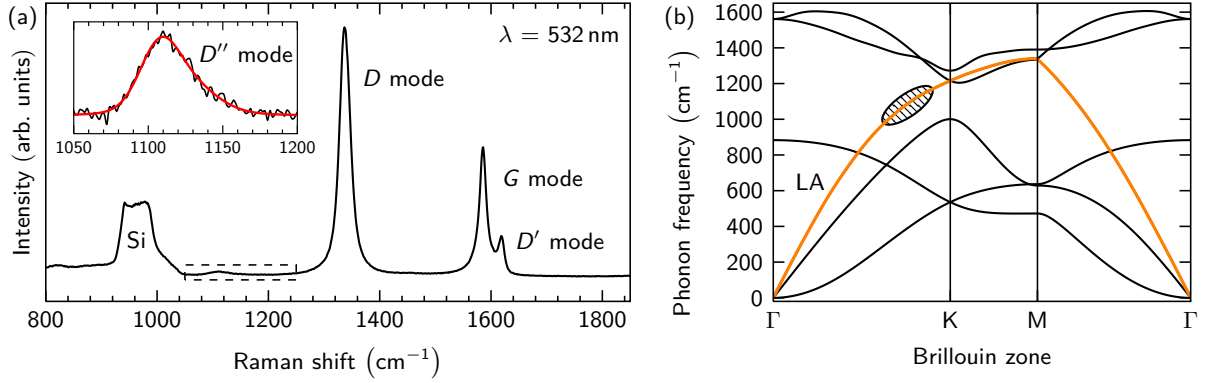 (a)
λ = 532 nm
D″ mode
1050 1100 1150 1200
D mode
G mode
D′ mode
Si
Intensity (arb. units)
800 1000 1200 1400 1600 1800
Raman shift (cm⁻¹)
(b)
1600
1400
1200
1000
800
600
400
200
0
Phonon frequency (cm⁻¹)
LA
Γ K M Γ
Brillouin zone